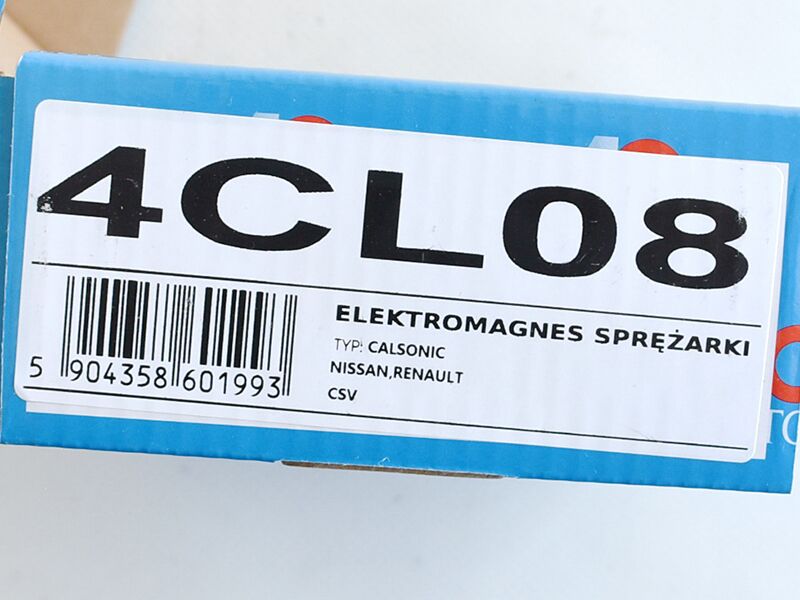 4CL08
ELEKTROMAGNES SPRĘŻARKI
TYP: CALSONIC
NISSAN,RENAULT
CSV
5 904358 601993